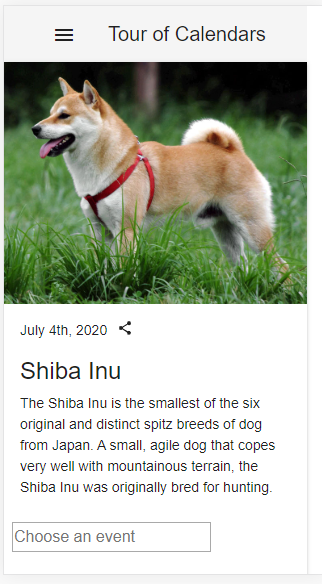 Tour of Calendars
July 4th, 2020
Shiba Inu
The Shiba Inu is the smallest of the six
original and distinct spitz breeds of dog
from Japan. A small, agile dog that copes
very well with mountainous terrain, the
Shiba Inu was originally bred for hunting.
Choose an event